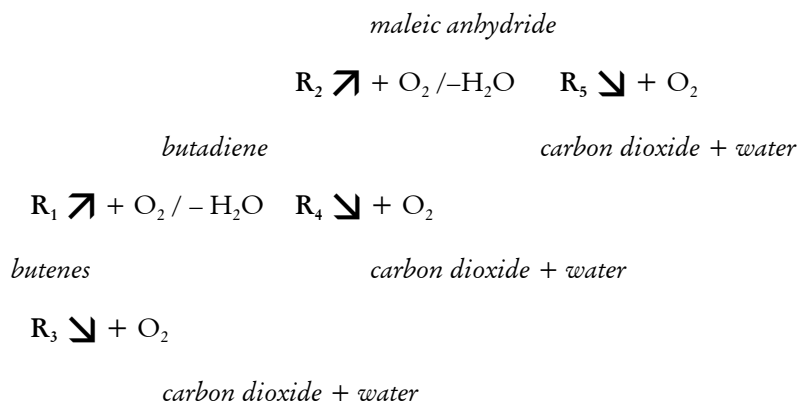 maleic anhydride
R₂ ↗ + O₂ /–H₂O R₅ ↘ + O₂
butadiene
carbon dioxide + water
R₁ ↗ + O₂ / – H₂O R₄ ↘ + O₂
butenes
carbon dioxide + water
R₃ ↘ + O₂
carbon dioxide + water